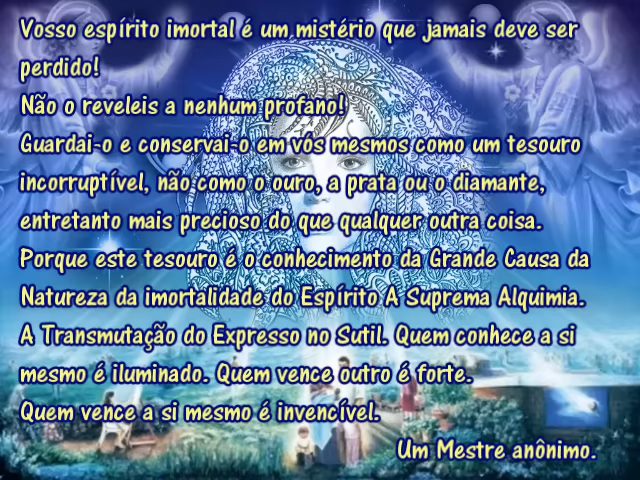 Vosso espírito imortal é um mistério que jamais deve ser
perdido!
Não o reveleis a nenhum profano!
Guardai-o e conservai-o em vós mesmos como um tesouro
incorruptível, não como o ouro, a prata ou o diamante,
entretanto mais precioso do que qualquer outra coisa.
Porque este tesouro é o conhecimento da Grande Causa da
Natureza da imortalidade do Espírito A Suprema Alquimia.
A Transmutação do Expresso no Sutil. Quem conhece a si
mesmo é iluminado. Quem vence outro é forte.
Quem vence a si mesmo é invencível.
Um Mestre anônimo.